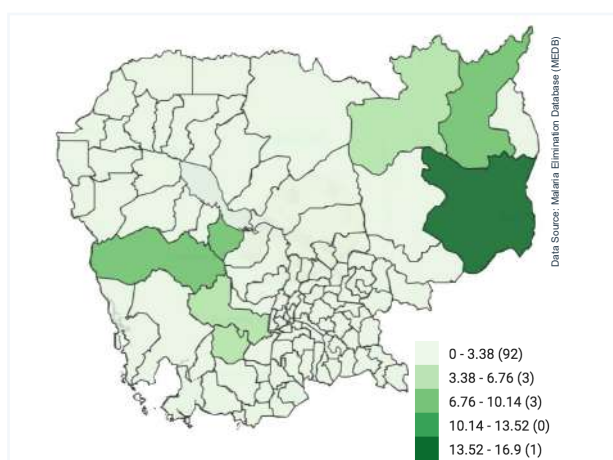 Data Source: Malaria Elimination Database (MEDB)
0 - 3.38 (92)
3.38 - 6.76 (3)
6.76 - 10.14 (3)
10.14 - 13.52 (0)
13.52 - 16.9 (1)